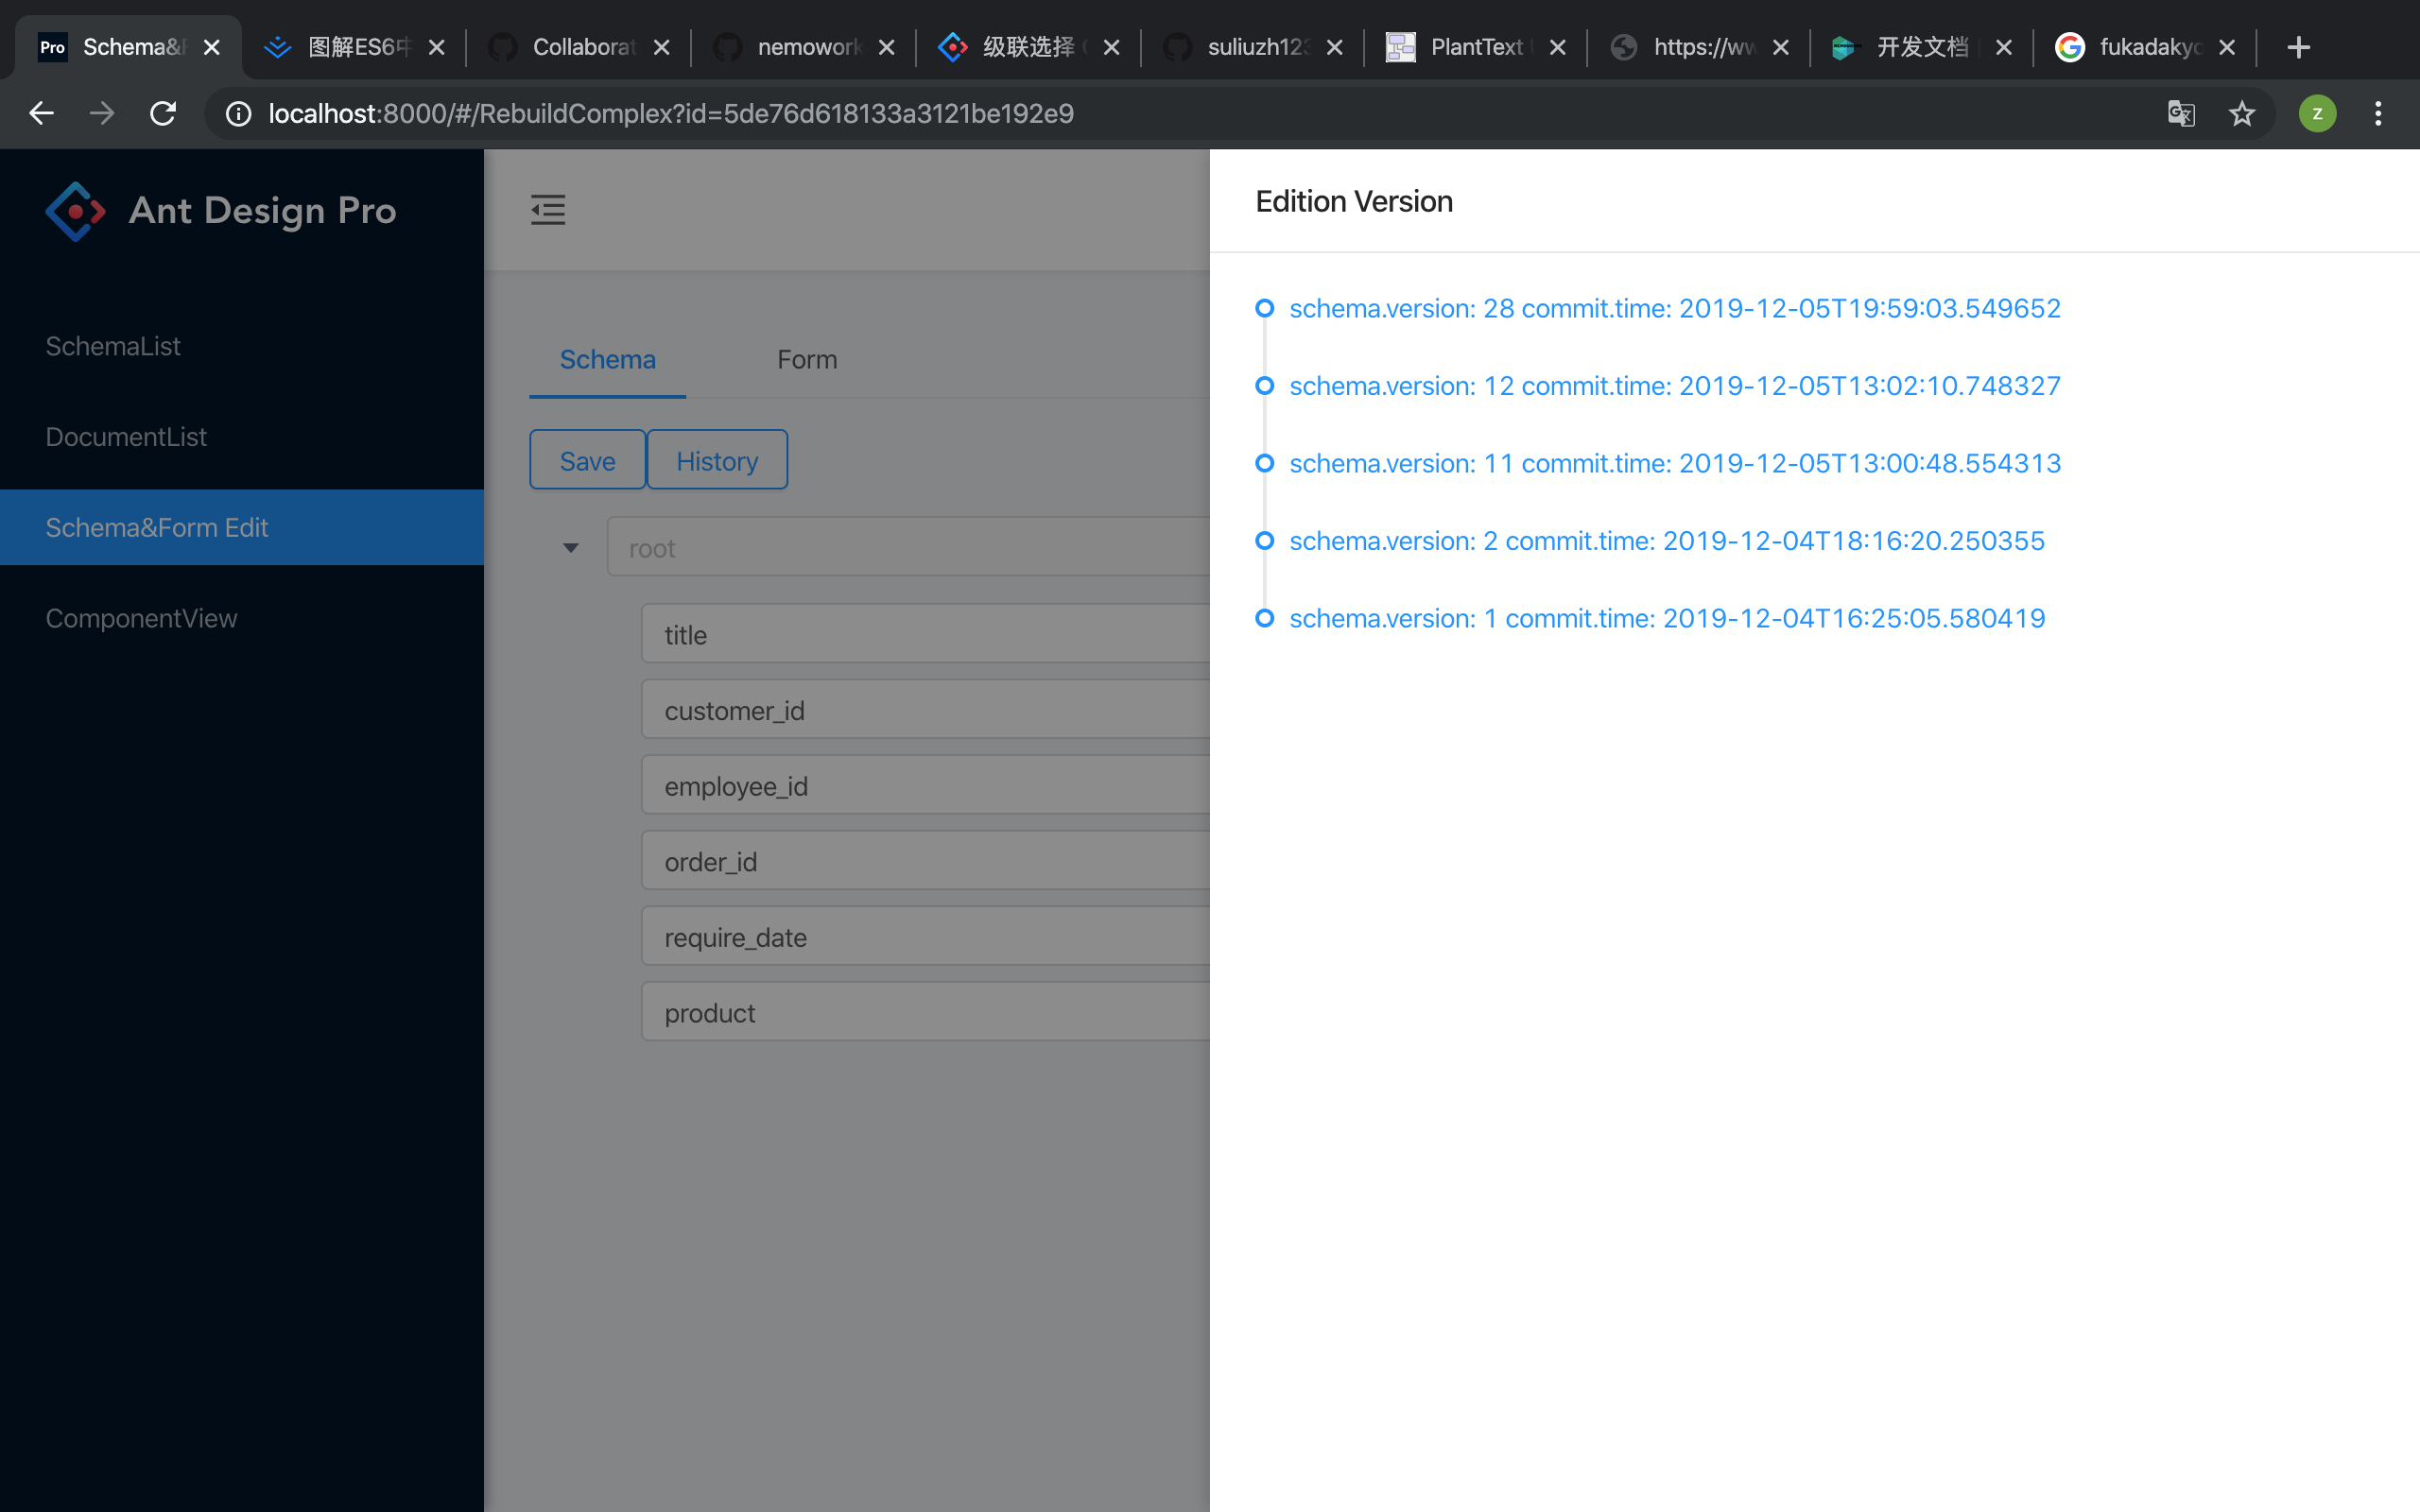 Pro Schema&F
图解ES6中
Collaborat
nemowork
级联选择
suliuzh123
PlantText
https://ww
开发文档
fukadakyo
localhost:8000/#/RebuildComplex?id=5de76d618133a3121be192e9
z
Ant Design Pro
SchemaList
DocumentList
Schema&Form Edit
ComponentView
Schema
Form
Save
History
root
title
customer_id
employee_id
order_id
require_date
product
Edition Version
schema.version: 28 commit.time: 2019-12-05T19:59:03.549652
schema.version: 12 commit.time: 2019-12-05T13:02:10.748327
schema.version: 11 commit.time: 2019-12-05T13:00:48.554313
schema.version: 2 commit.time: 2019-12-04T18:16:20.250355
schema.version: 1 commit.time: 2019-12-04T16:25:05.580419